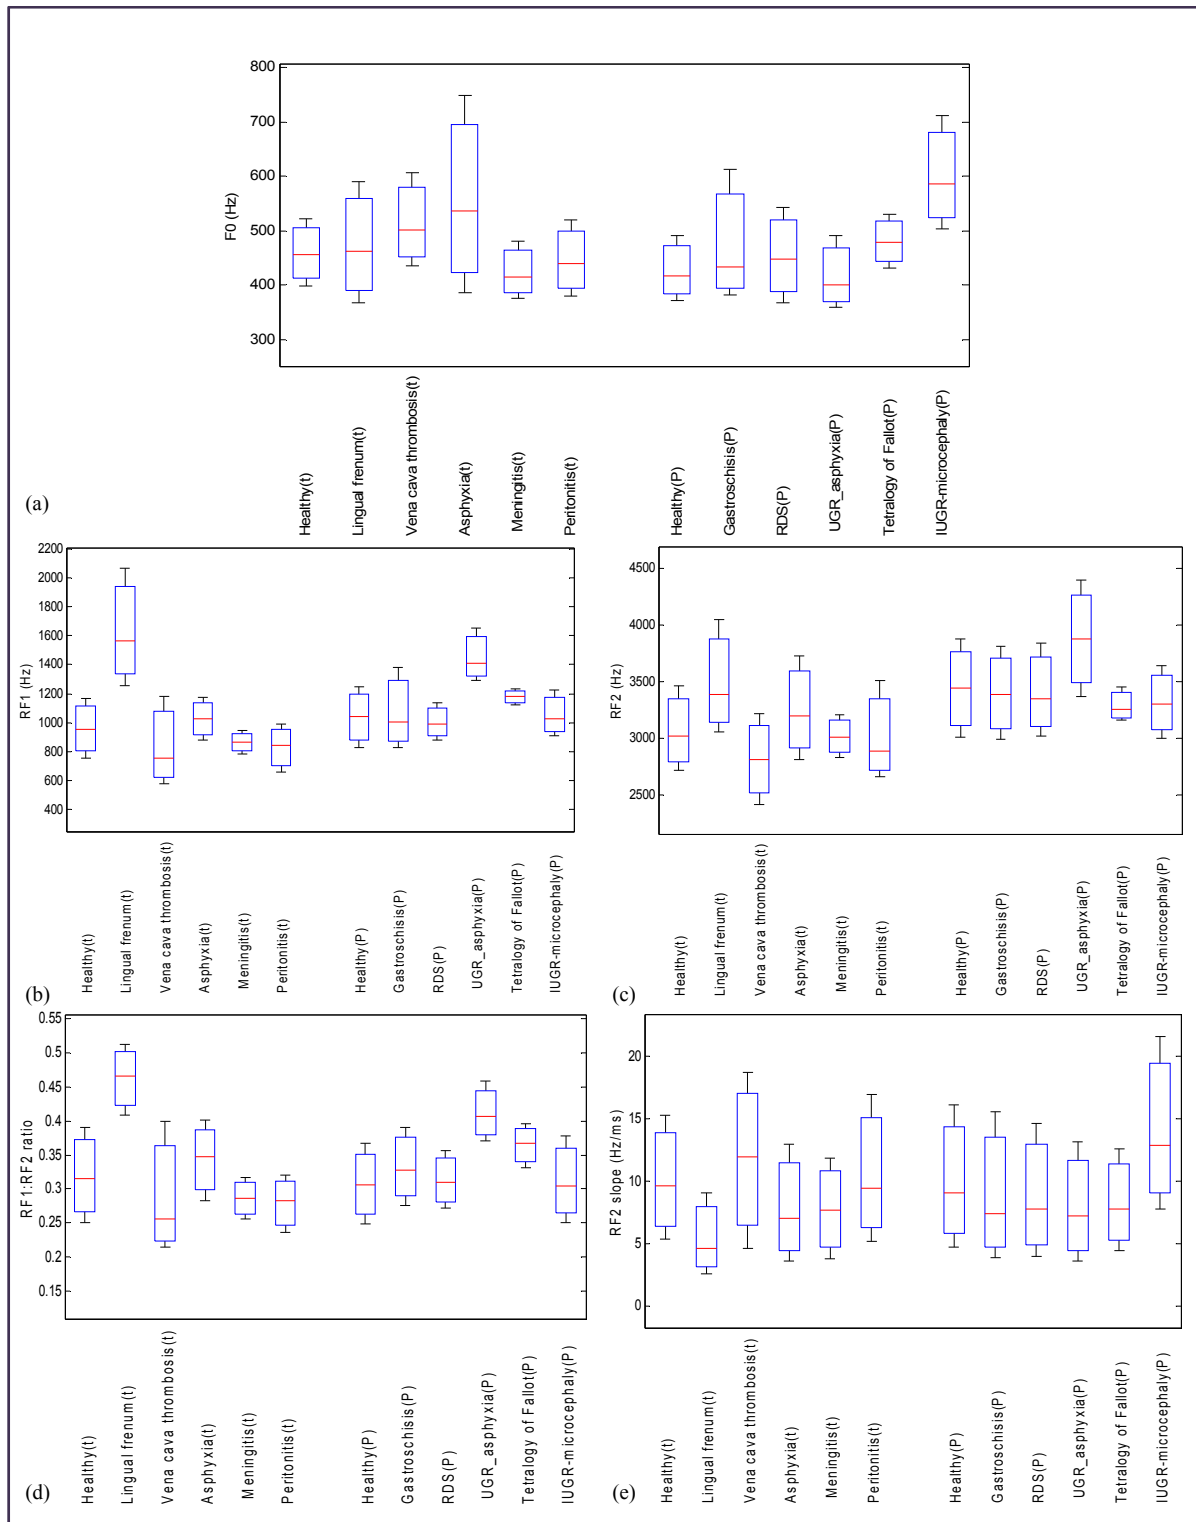 800
700
600
500
400
300
F0 (Hz)
Healthy(t)
Lingual frenum(t)
Vena cava thrombosis(t)
Asphyxia(t)
Meningitis(t)
Peritonitis(t)
Healthy(P)
Gastroschisis(P)
RDS(P)
UGR_asphyxia(P)
Tetralogy of Fallot(P)
IUGR-microcephaly(P)
(a)
2200
2000
1800
1600
1400
1200
1000
800
600
400
RF1 (Hz)
Healthy(t)
Lingual frenum(t)
Vena cava thrombosis(t)
Asphyxia(t)
Meningitis(t)
Peritonitis(t)
Healthy(P)
Gastroschisis(P)
RDS(P)
UGR_asphyxia(P)
Tetralogy of Fallot(P)
IUGR-microcephaly(P)
(b)
4500
4000
3500
3000
2500
RF2 (Hz)
Healthy(t)
Lingual frenum(t)
Vena cava thrombosis(t)
Asphyxia(t)
Meningitis(t)
Peritonitis(t)
Healthy(P)
Gastroschisis(P)
RDS(P)
UGR_asphyxia(P)
Tetralogy of Fallot(P)
IUGR-microcephaly(P)
(c)
0.55
0.5
0.45
0.4
0.35
0.3
0.25
0.2
0.15
RF1:RF2 ratio
Healthy(t)
Lingual frenum(t)
Vena cava thrombosis(t)
Asphyxia(t)
Meningitis(t)
Peritonitis(t)
Healthy(P)
Gastroschisis(P)
RDS(P)
UGR_asphyxia(P)
Tetralogy of Fallot(P)
IUGR-microcephaly(P)
(d)
20
15
10
5
0
RF2 slope (Hz/ms)
Healthy(t)
Lingual frenum(t)
Vena cava thrombosis(t)
Asphyxia(t)
Meningitis(t)
Peritonitis(t)
Healthy(P)
Gastroschisis(P)
RDS(P)
UGR_asphyxia(P)
Tetralogy of Fallot(P)
IUGR-microcephaly(P)
(e)